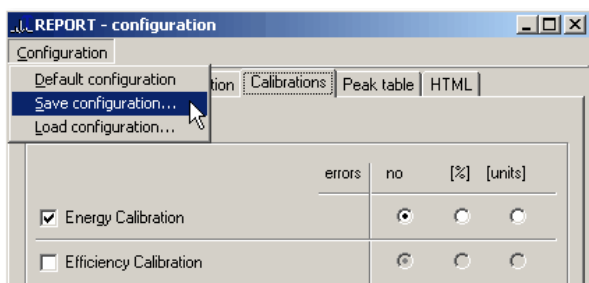 REPORT - configuration
Configuration
Default configuration
Save configuration...
Load configuration...
tion Calibrations Peak table HTML
errors no [%] [units]
Energy Calibration
Efficiency Calibration